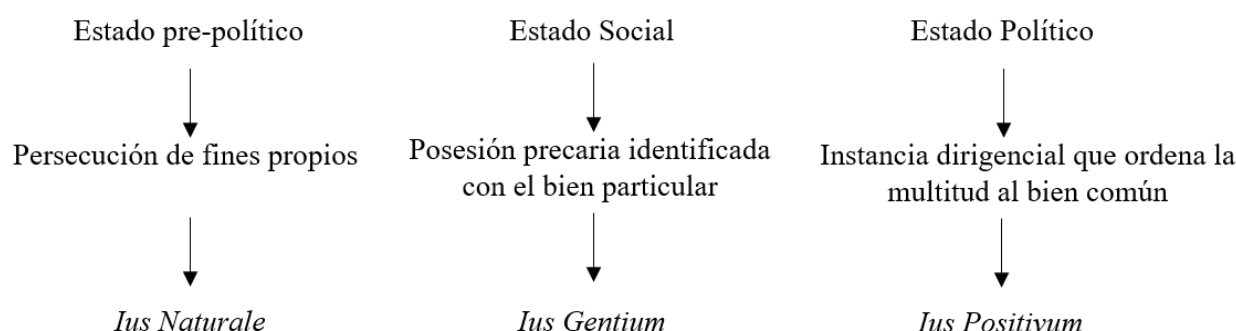 Estado pre-político
Estado Social
Estado Político
Persecución de fines propios
Posesión precaria identificada
con el bien particular
Instancia dirigencial que ordena la
multitud al bien común
Ius Naturale
Ius Gentium
Ius Positivum